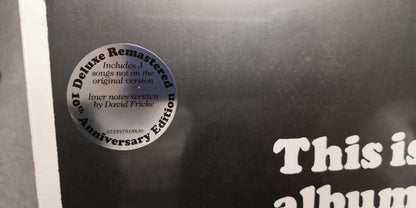 Deluxe Remastered
Includes 3
songs not on the
original version
liner notes written
by David Fricke
10th Anniversary Edition
This is
album